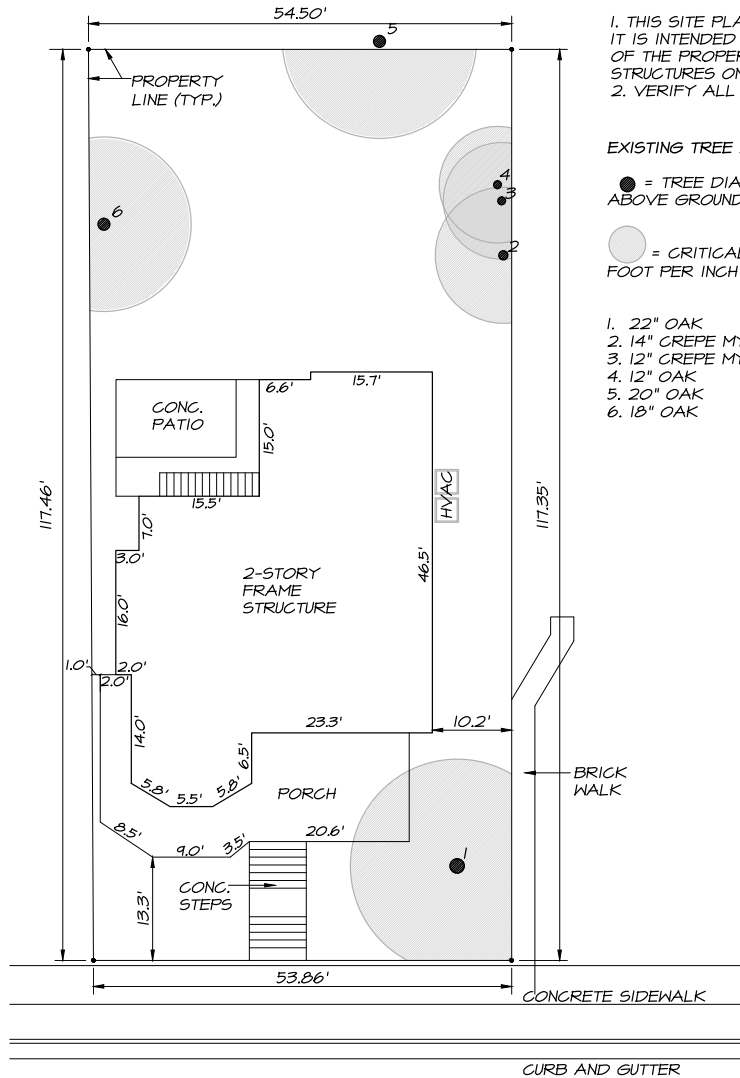 54.50'
5
PROPERTY
LINE (TYP.)
1. THIS SITE
IT IS INTENDED
OF THE
STRUCTURES
2. VERIFY ALL
EXISTING TREE
= TREE
ABOVE GROUND
= CRITICAL
FOOT PER INCH
1. 22" OAK
2. 14" CREPE
3. 12" CREPE
4. 12" OAK
5. 20" OAK
6. 18" OAK
4
3
6
2
15.7'
6.6'
CONC.
PATIO
15.0'
15.5'
HVAC
117.46'
117.35'
7.0'
3.0'
46.5'
2-STORY
FRAME
STRUCTURE
16.0'
1.0'
2.0'
2.0'
14.0'
23.3'
10.2'
6.5'
5.8'
5.5'
5.8'
PORCH
BRICK
WALK
8.5'
9.0'
3.5'
20.6'
1
13.3'
CONC.
STEPS
53.86'
CONCRETE SIDEWALK
CURB AND GUTTER